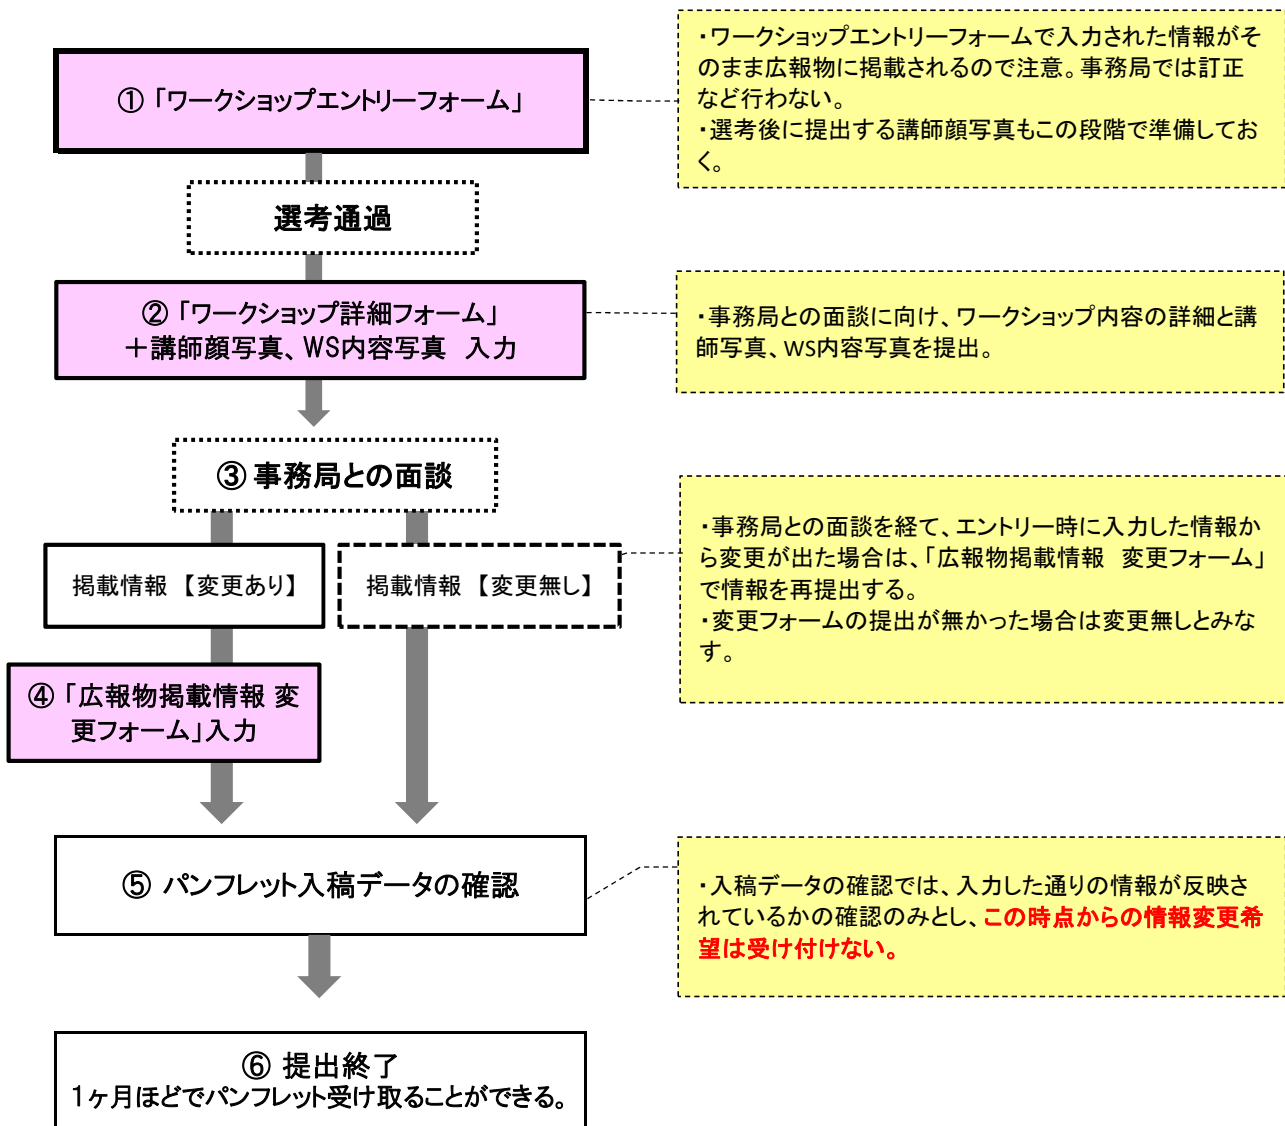 ①「ワークショップエントリーフォーム」
・ワークショップエントリーフォームで入力された情報がそ
のまま広報物に掲載されるので注意。事務局では訂正
など行わない。
・選考後に提出する講師顔写真もこの段階で準備してお
く。
選考通過
②「ワークショップ詳細フォーム」
＋講師顔写真、WS内容写真　入力
・事務局との面談に向け、ワークショップ内容の詳細と講
師写真、WS内容写真を提出。
③ 事務局との面談
掲載情報 【変更あり】
掲載情報 【変更無し】
・事務局との面談を経て、エントリー時に入力した情報か
ら変更が出た場合は、「広報物掲載情報　変更フォーム」
で情報を再提出する。
・変更フォームの提出が無かった場合は変更無しとみな
す。
④「広報物掲載情報 変
更フォーム」入力
⑤ パンフレット入稿データの確認
・入稿データの確認では、入力した通りの情報が反映さ
れているかの確認のみとし、この時点からの情報変更希
望は受け付けない。
⑥ 提出終了
1ヶ月ほどでパンフレット受け取ることができる。